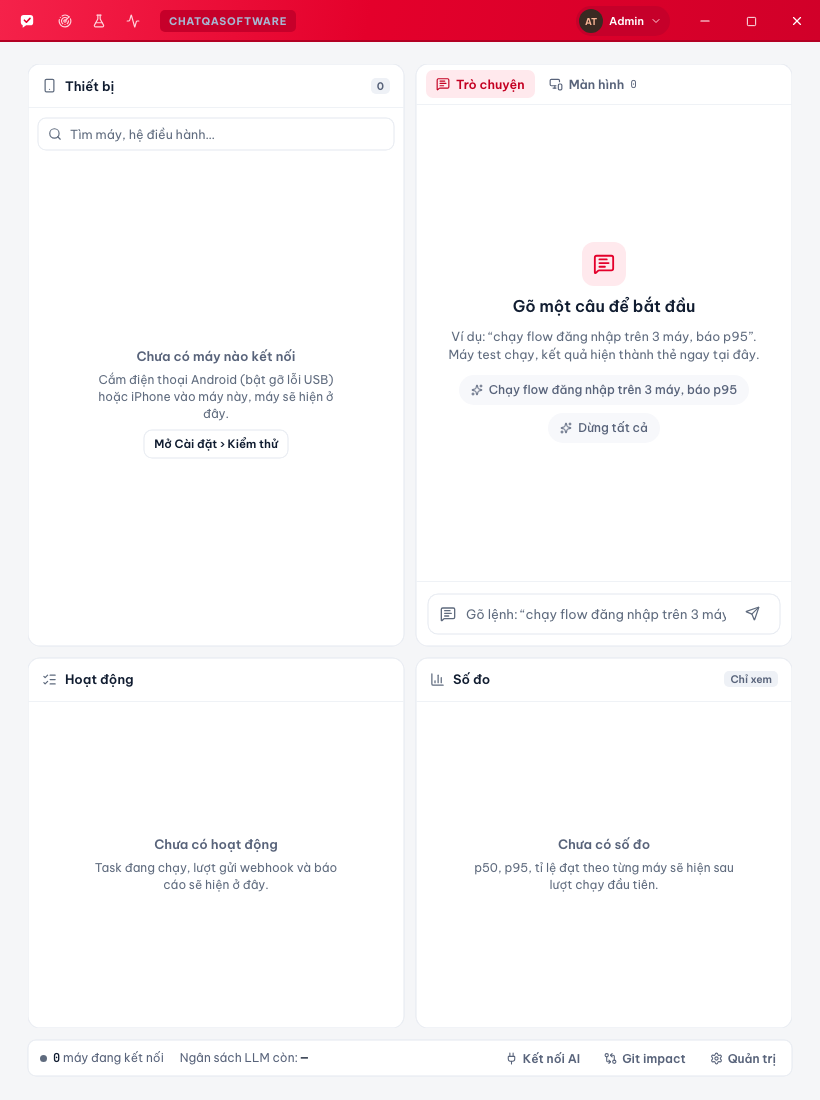 CHATQASOFTWARE
AT Admin
Thiết bị 0
Tìm máy, hệ điều hành...
Chưa có máy nào kết nối
Cắm điện thoại Android (bật gỡ lỗi USB)
hoặc iPhone vào máy này, máy sẽ hiện ở
đây.
Mở Cài đặt › Kiểm thử
Trò chuyện Màn hình 0
Gõ một câu để bắt đầu
Ví dụ: “chạy flow đăng nhập trên 3 máy, báo p95”.
Máy test chạy, kết quả hiện thành thẻ ngay tại đây.
Chạy flow đăng nhập trên 3 máy, báo p95
Dừng tất cả
Gõ lệnh: “chạy flow đăng nhập trên 3 máy
Hoạt động
Chưa có hoạt động
Task đang chạy, lượt gửi webhook và báo
cáo sẽ hiện ở đây.
Số đo Chỉ xem
Chưa có số đo
p50, p95, tỉ lệ đạt theo từng máy sẽ hiện sau
lượt chạy đầu tiên.
0 máy đang kết nối Ngân sách LLM còn: — Kết nối AI Git impact Quản trị